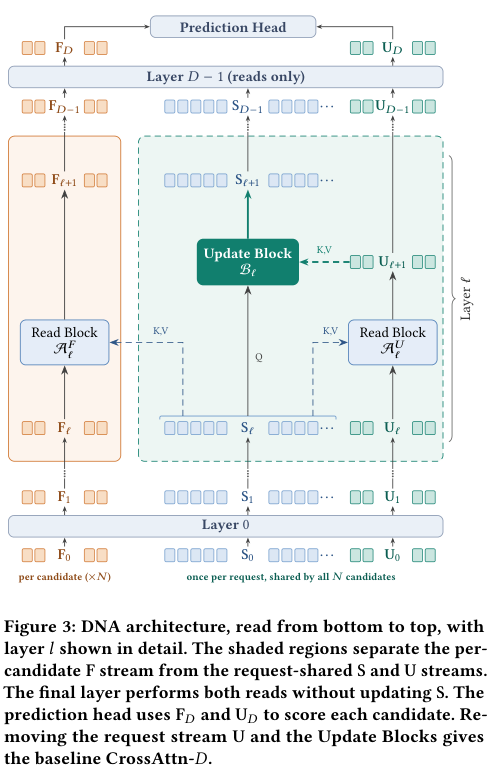 Prediction Head
F_D U_D
Layer D − 1 (reads only)
F_{D−1} S_{D−1} ⋯ U_{D−1}
F_{ℓ+1} S_{ℓ+1} ⋯
Update Block
ℬ_ℓ
K,V
U_{ℓ+1}
Layer ℓ
Read Block
𝒜_ℓ^F
K,V
K,V
Read Block
𝒜_ℓ^U
Q
F_ℓ S_ℓ ⋯ U_ℓ
F_1 S_1 ⋯ U_1
Layer 0
F_0 S_0 ⋯ U_0
per candidate (×N) once per request, shared by all N candidates
Figure 3: DNA architecture, read from bottom to top, with
layer l shown in detail. The shaded regions separate the per-
candidate F stream from the request-shared S and U streams.
The final layer performs both reads without updating S. The
prediction head uses F_D and U_D to score each candidate. Re-
moving the request stream U and the Update Blocks gives
the baseline CrossAttn-D.